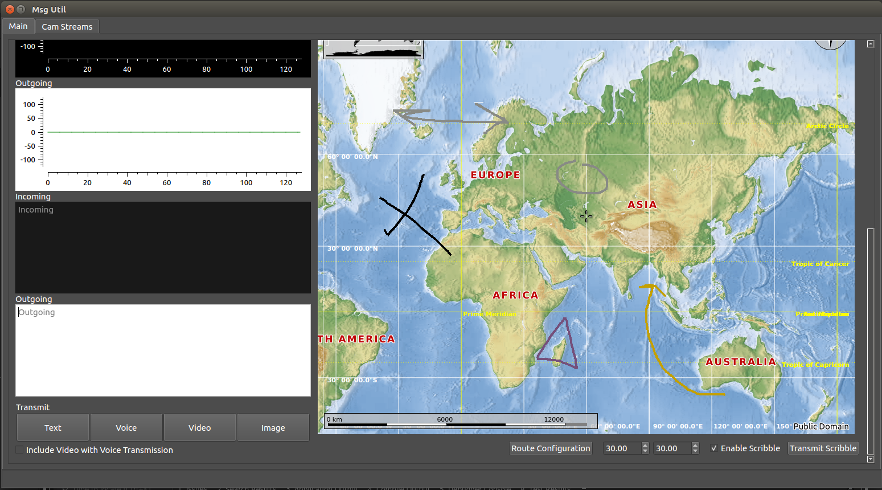 Msg Util
Main
Cam Streams
-100
0 20 40 60 80 100 120
Outgoing
100
50
0
-50
-100
0 20 40 60 80 100 120
Incoming
Incoming
Outgoing
Outgoing
Transmit
Text
Voice
Video
Image
Include Video with Voice Transmission
Arctic Circle
60° 00' 00.0"N
EUROPE
ASIA
30° 00' 00.0"N
Tropic of Cancer
AFRICA
Prime Meridian
TH AMERICA
AUSTRALIA
Tropic of Capricorn
30° 00' 00.0"S
0 km 6000 12000
° 00' 00.0"E
90° 00' 00.0"E
120° 00' 00.0"E
150°
Public Domain
Route Configuration
30.00
30.00
Enable Scribble
Transmit Scribble